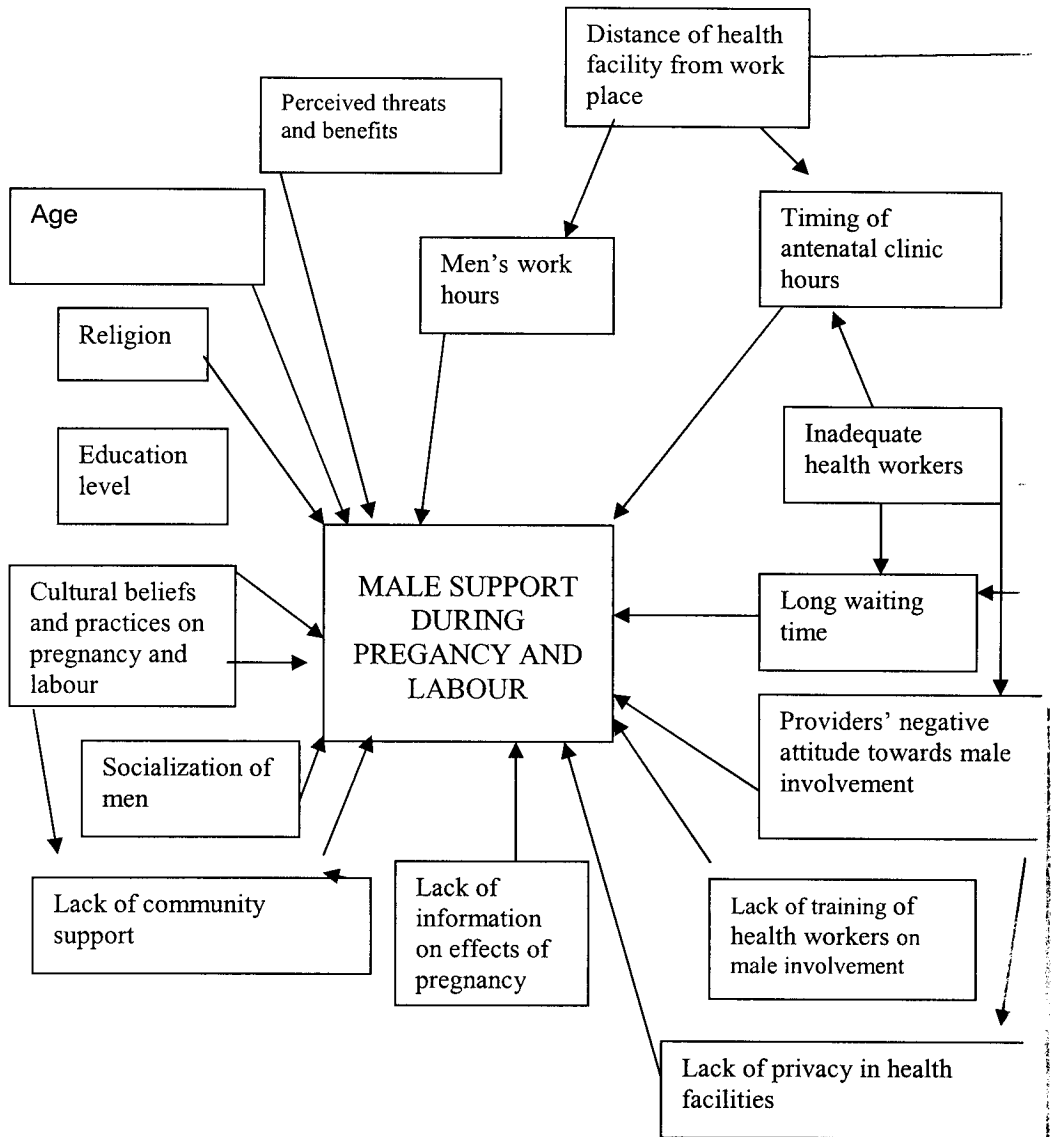 Distance of health
facility from work
place
Perceived threats
and benefits
Age
Timing of
antenatal clinic
hours
Men's work
hours
Religion
Inadequate
health workers
Education
level
MALE SUPPORT
DURING
PREGANCY AND
LABOUR
Cultural beliefs
and practices on
pregnancy and
labour
Long waiting
time
Providers' negative
attitude towards male
involvement
Socialization of
men
Lack of community
support
Lack of
information
on effects of
pregnancy
Lack of training of
health workers on
male involvement
Lack of privacy in health
facilities